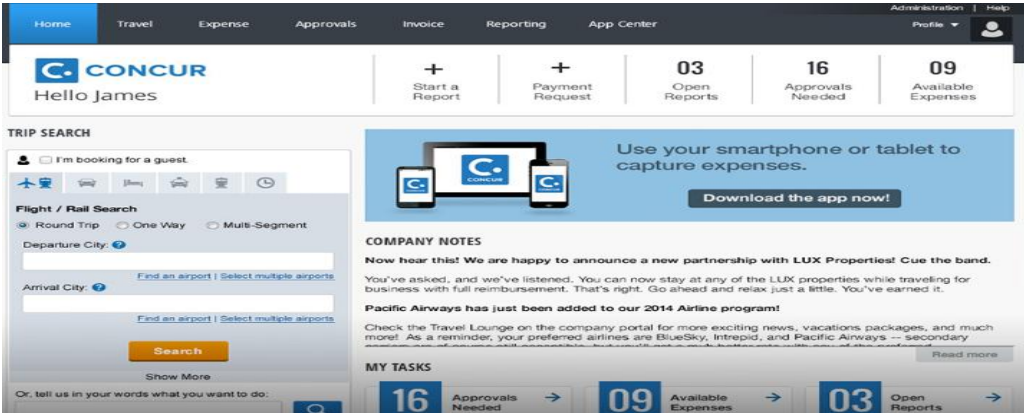 Administration | Help
Home Travel Expense Approvals Invoice Reporting App Center Profile
C. CONCUR
Hello James
+ Start a Report
+ Payment Request
03 Open Reports
16 Approvals Needed
09 Available Expenses
TRIP SEARCH
I'm booking for a guest.
Flight / Rail Search
Round Trip One Way Multi-Segment
Departure City: ?
Find an airport | Select multiple airports
Arrival City: ?
Find an airport | Select multiple airports
Search
Show More
Or, tell us in your words what you want to do:
C.
C. CONCUR
C.
Use your smartphone or tablet to
capture expenses.
Download the app now!
COMPANY NOTES
Now hear this! We are happy to announce a new partnership with LUX Properties! Cue the band.
You've asked, and we've listened. You can now stay at any of the LUX properties while traveling for
business with full reimbursement. That's right. Go ahead and relax just a little. You've earned it.
Pacific Airways has just been added to our 2014 Airline program!
Check the Travel Lounge on the company portal for more exciting news, vacations packages, and much
more! As a reminder, your preferred airlines are BlueSky, Intrepid, and Pacific Airways -- secondary
Read more
MY TASKS
16 Approvals Needed
09 Available Expenses
03 Open Reports